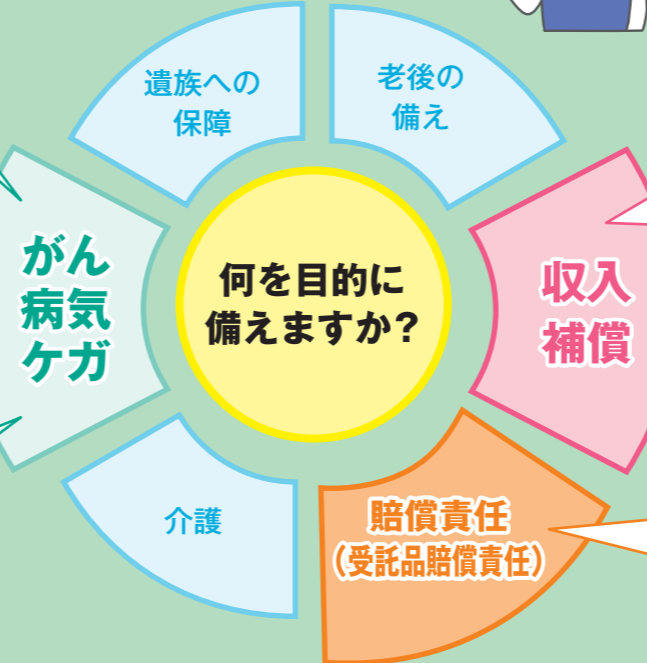 遺族への
保障
老後の
備え
がん
病気
ケガ
何を目的に
備えますか?
収入
補償
介護
賠償責任
(受託品賠償責任)